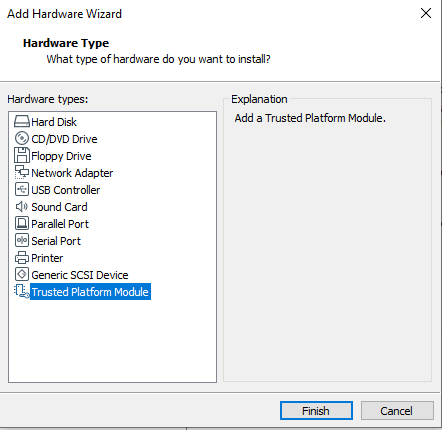 Add Hardware Wizard
Hardware Type
What type of hardware do you want to install?
Hardware types:
Hard Disk
CD/DVD Drive
Floppy Drive
Network Adapter
USB Controller
Sound Card
Parallel Port
Serial Port
Printer
Generic SCSI Device
Trusted Platform Module
Explanation
Add a Trusted Platform Module.
Finish
Cancel